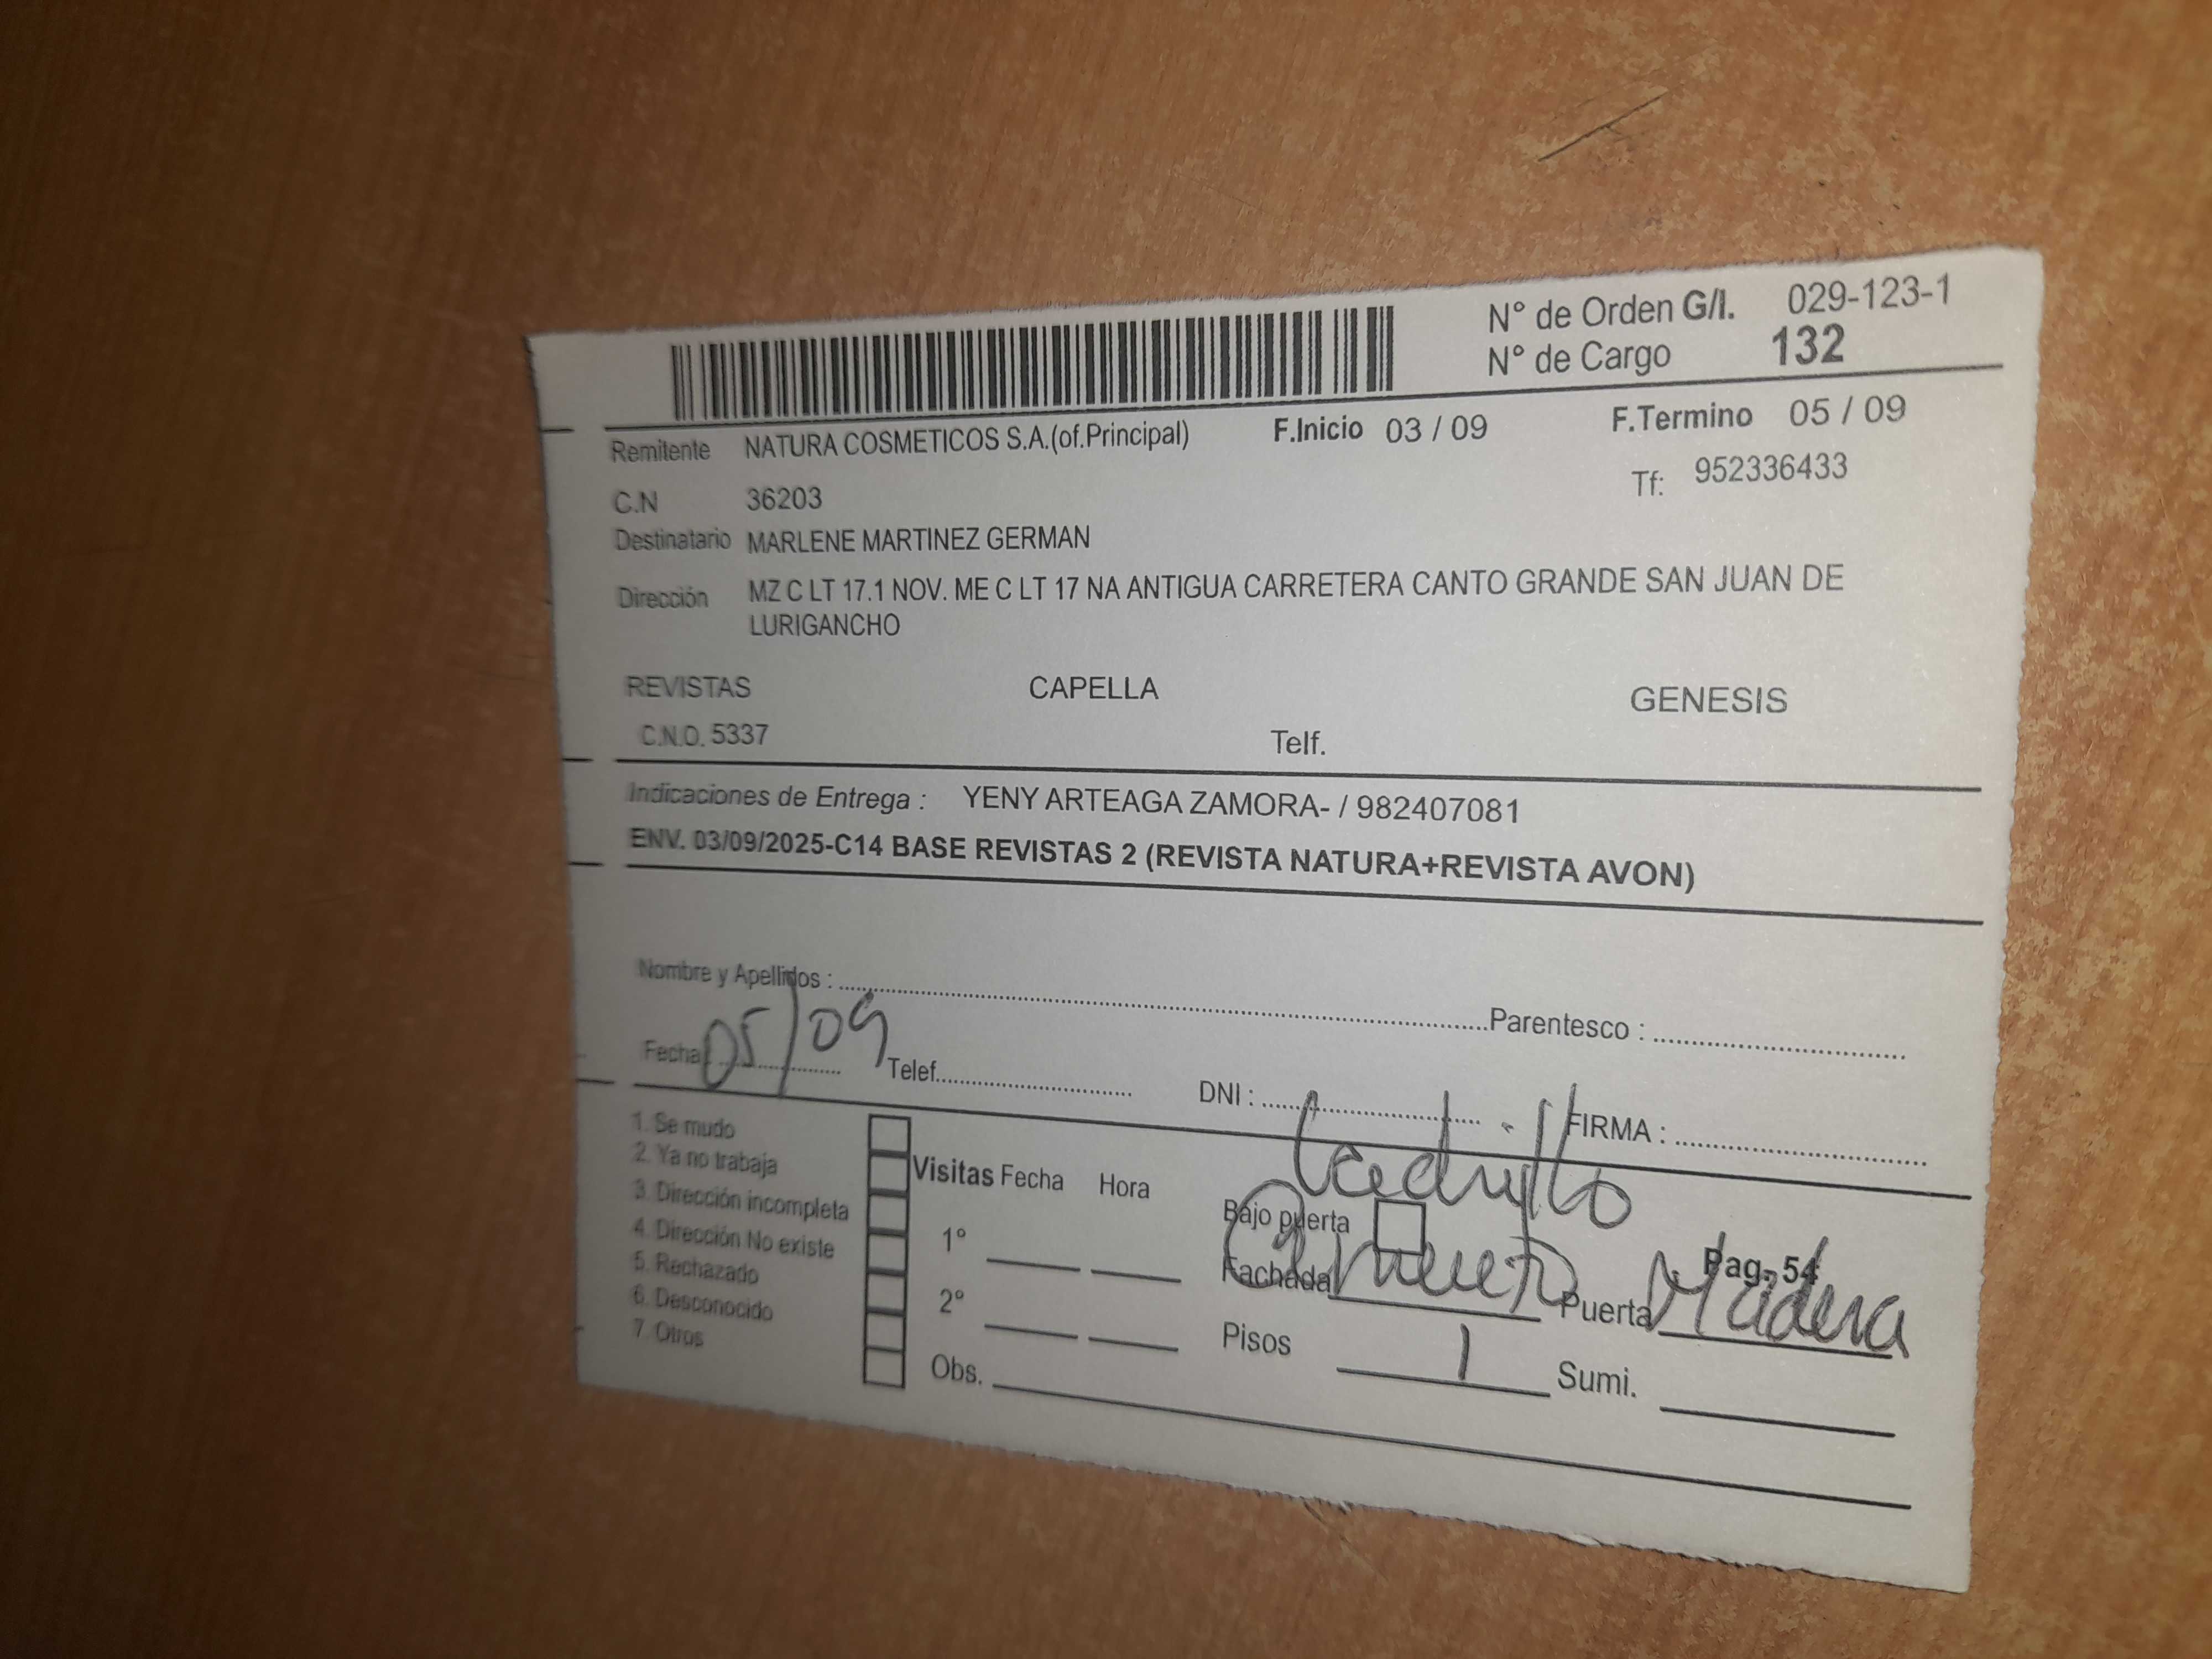 N° de Orden G/I. 029-123-1
N° de Cargo 132
Remitente NATURA COSMETICOS S.A.(of.Principal) F.Inicio 03 / 09 F.Termino 05 / 09
C.N 36203 Tf: 952336433
Destinatario MARLENE MARTINEZ GERMAN
Dirección MZ C LT 17.1 NOV. ME C LT 17 NA ANTIGUA CARRETERA CANTO GRANDE SAN JUAN DE
LURIGANCHO
REVISTAS CAPELLA GENESIS
C.N.O. 5337 Telf.
Indicaciones de Entrega : YENY ARTEAGA ZAMORA- / 982407081
ENV. 03/09/2025-C14 BASE REVISTAS 2 (REVISTA NATURA+REVISTA AVON)
Nombre y Apellidos : Parentesco :
Fecha: 05/09 Telef. DNI : FIRMA :
1. Se mudo
2. Ya no trabaja
3. Dirección incompleta
4. Dirección No existe
5. Rechazado
6. Desconocido
7. Otros
Visitas Fecha Hora
1°
2°
Obs.
Ladrillo
Bajo puerta
Pag. 54
Fachada Puerta Madera
Pisos 1 Sumi.